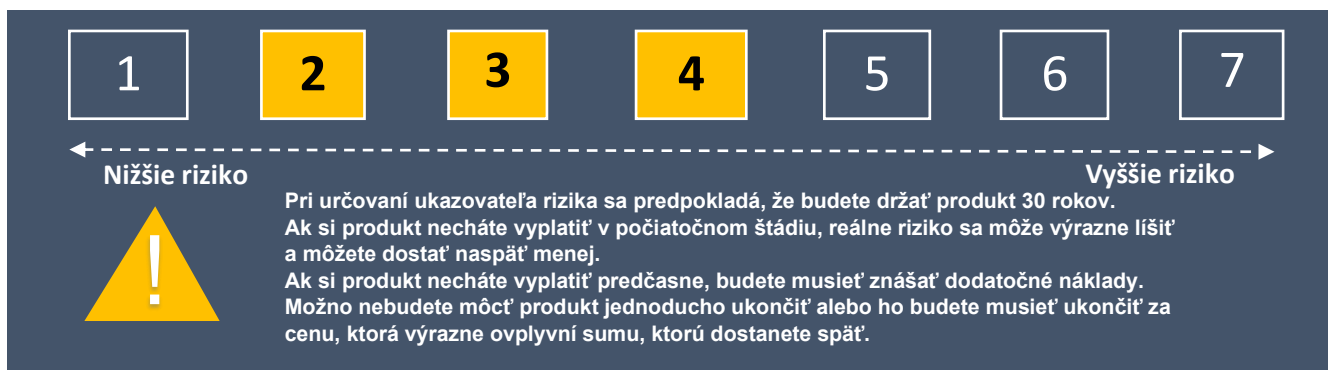 1 2 3 4 5 6 7
Nižšie riziko Vyššie riziko
!
Pri určovaní ukazovateľa rizika sa predpokladá, že budete držať produkt 30 rokov.
Ak si produkt necháte vyplatiť v počiatočnom štádiu, reálne riziko sa môže výrazne líšiť
a môžete dostať naspäť menej.
Ak si produkt necháte vyplatiť predčasne, budete musieť znášať dodatočné náklady.
Možno nebudete môcť produkt jednoducho ukončiť alebo ho budete musieť ukončiť za
cenu, ktorá výrazne ovplyvní sumu, ktorú dostanete späť.